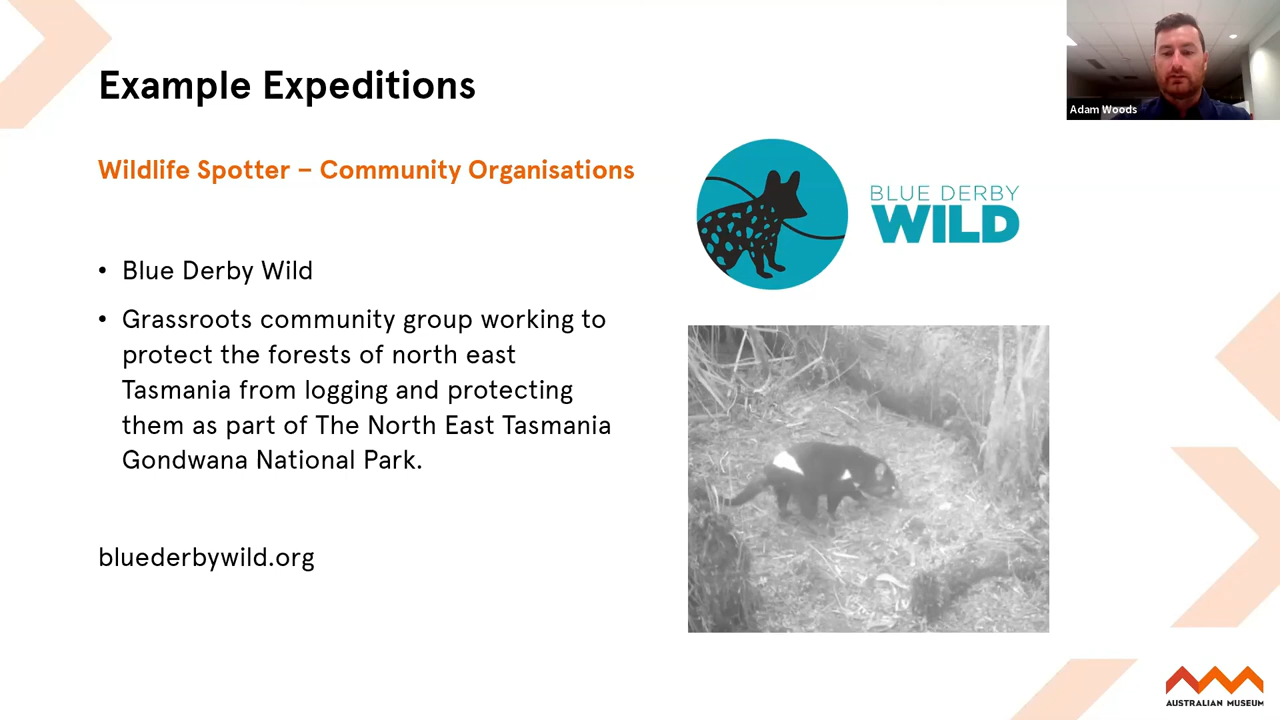 Example Expeditions
Adam Woods
Wildlife Spotter – Community Organisations
BLUE DERBY
WILD
• Blue Derby Wild
• Grassroots community group working to
protect the forests of north east
Tasmania from logging and protecting
them as part of The North East Tasmania
Gondwana National Park.
bluederbywild.org
AUSTRALIAN MUSEUM